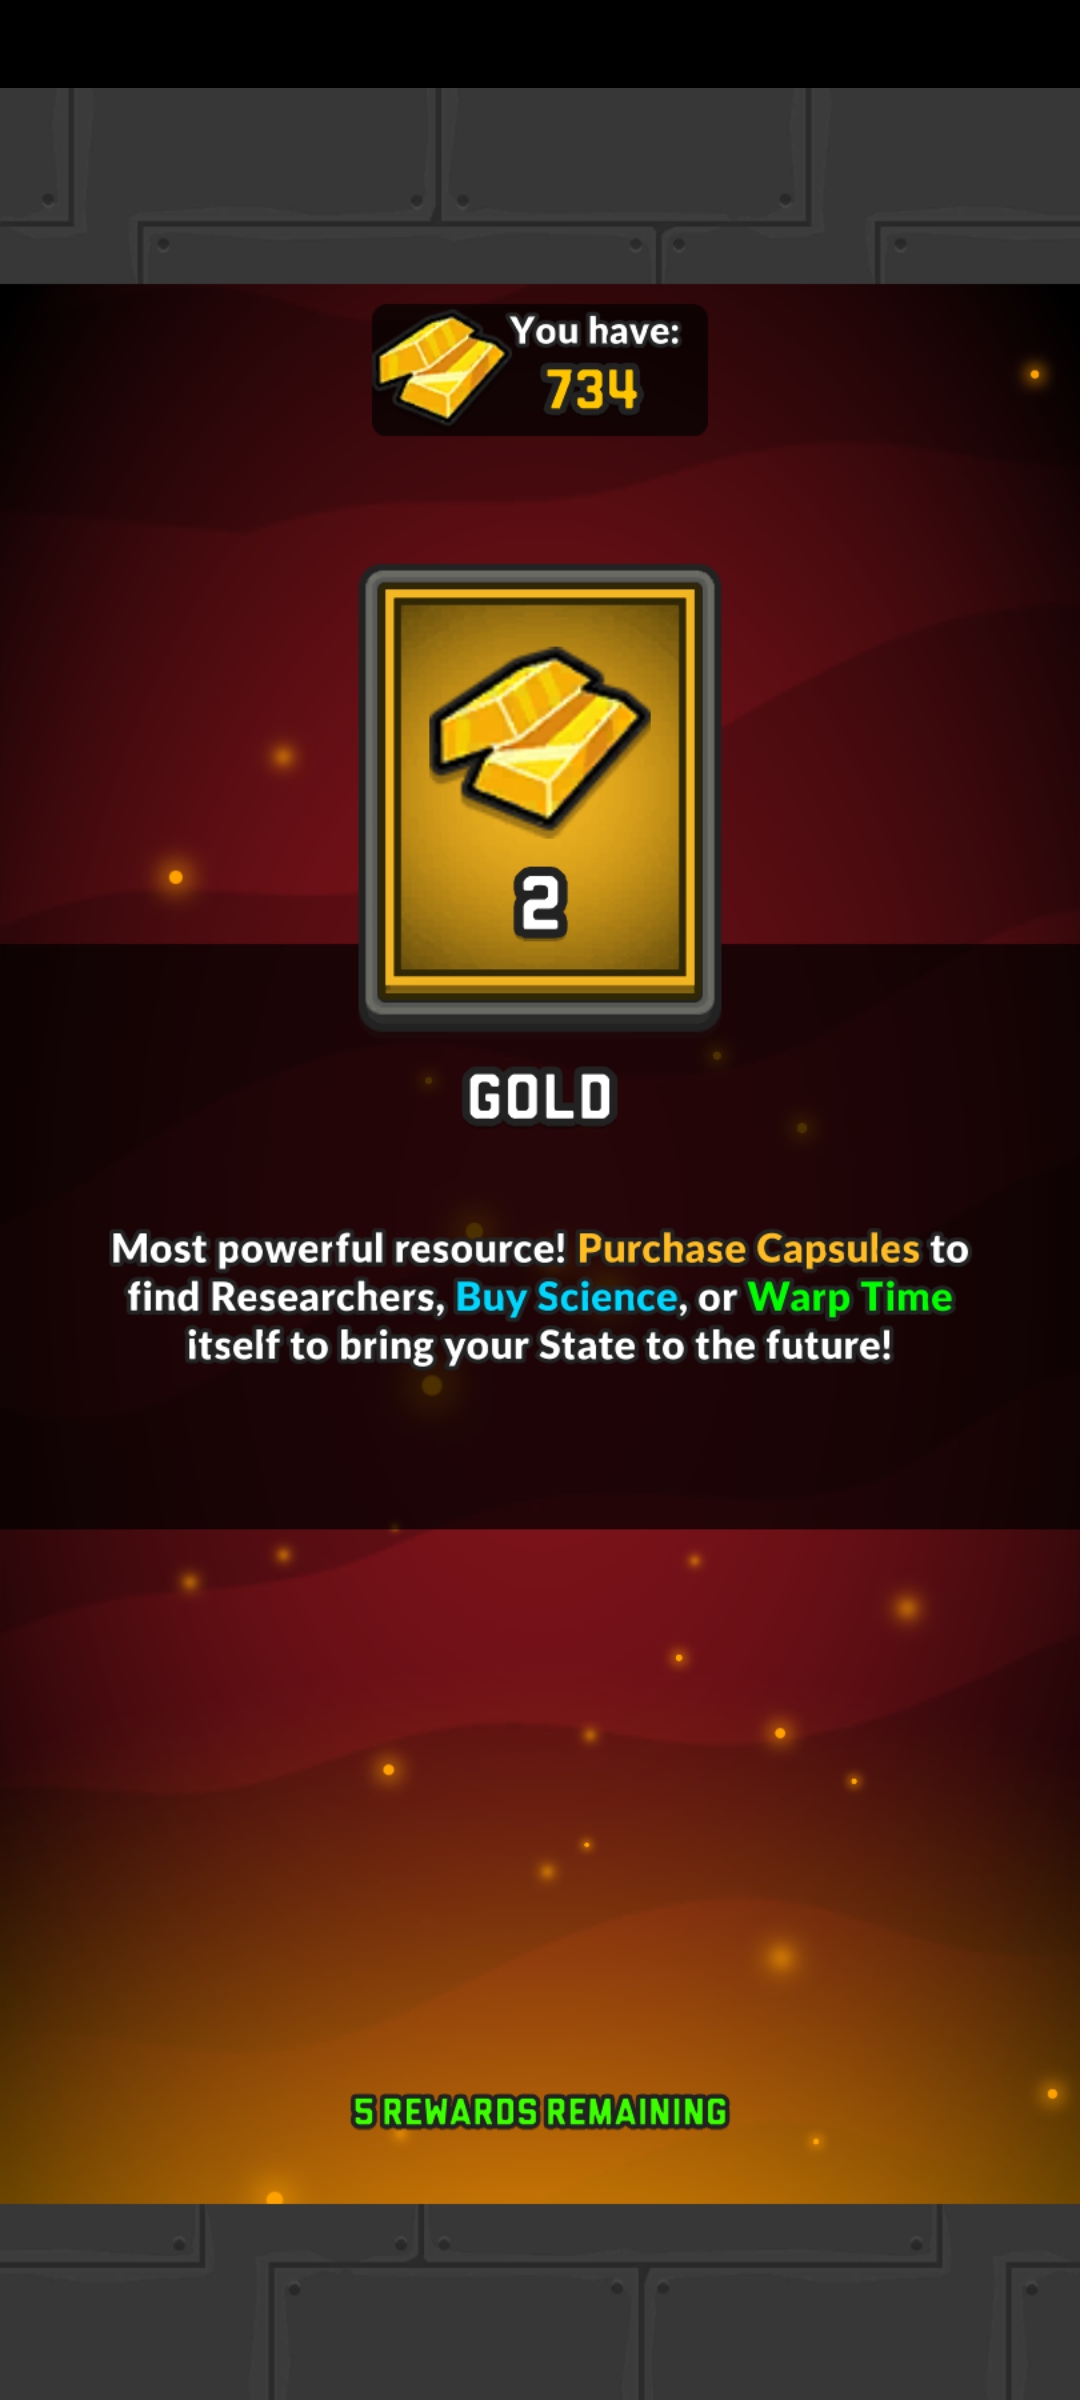 You have:
734
2
GOLD
Most powerful resource! Purchase Capsules to
find Researchers, Buy Science, or Warp Time
itself to bring your State to the future!
5 REWARDS REMAINING